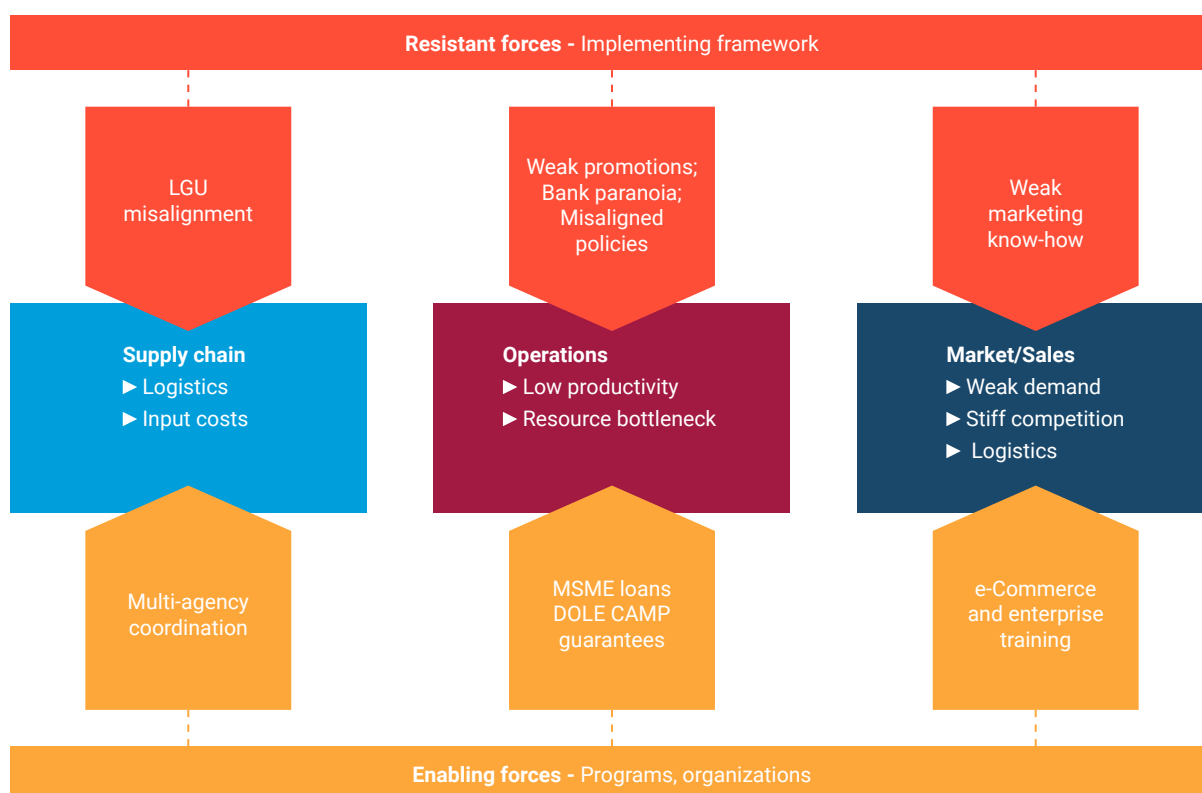 Resistant forces - Implementing framework
LGU
misalignment
Weak promotions;
Bank paranoia;
Misaligned
policies
Weak
marketing
know-how
Supply chain
► Logistics
► Input costs
Operations
► Low productivity
► Resource bottleneck
Market/Sales
► Weak demand
► Stiff competition
► Logistics
Multi-agency
coordination
MSME loans
DOLE CAMP
guarantees
e-Commerce
and enterprise
training
Enabling forces - Programs, organizations